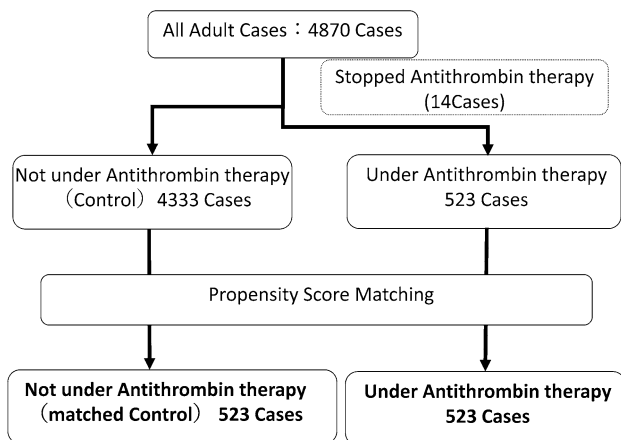 All Adult Cases：4870 Cases
Stopped Antithrombin therapy
(14Cases)
Not under Antithrombin therapy
（Control） 4333 Cases
Under Antithrombin therapy
523 Cases
Propensity Score Matching
Not under Antithrombin therapy
（matched Control） 523 Cases
Under Antithrombin therapy
523 Cases